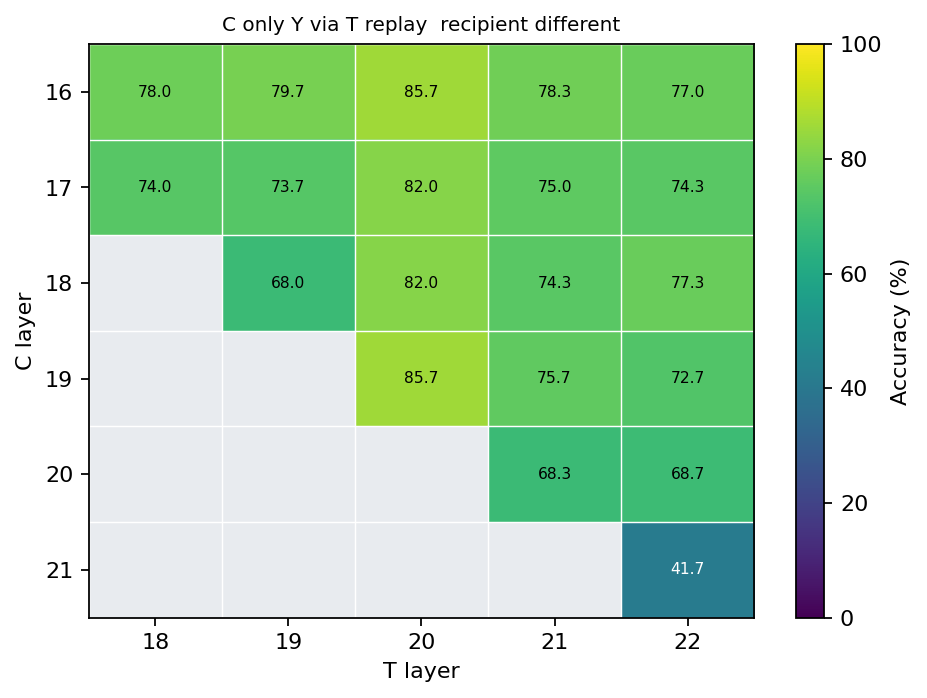 C only Y via T replay  recipient different
16 78.0 79.7 85.7 78.3 77.0
17 74.0 73.7 82.0 75.0 74.3
18 68.0 82.0 74.3 77.3
19 85.7 75.7 72.7
20 68.3 68.7
21 41.7
18 19 20 21 22
T layer
C layer
100
80
60
40
20
0
Accuracy (%)